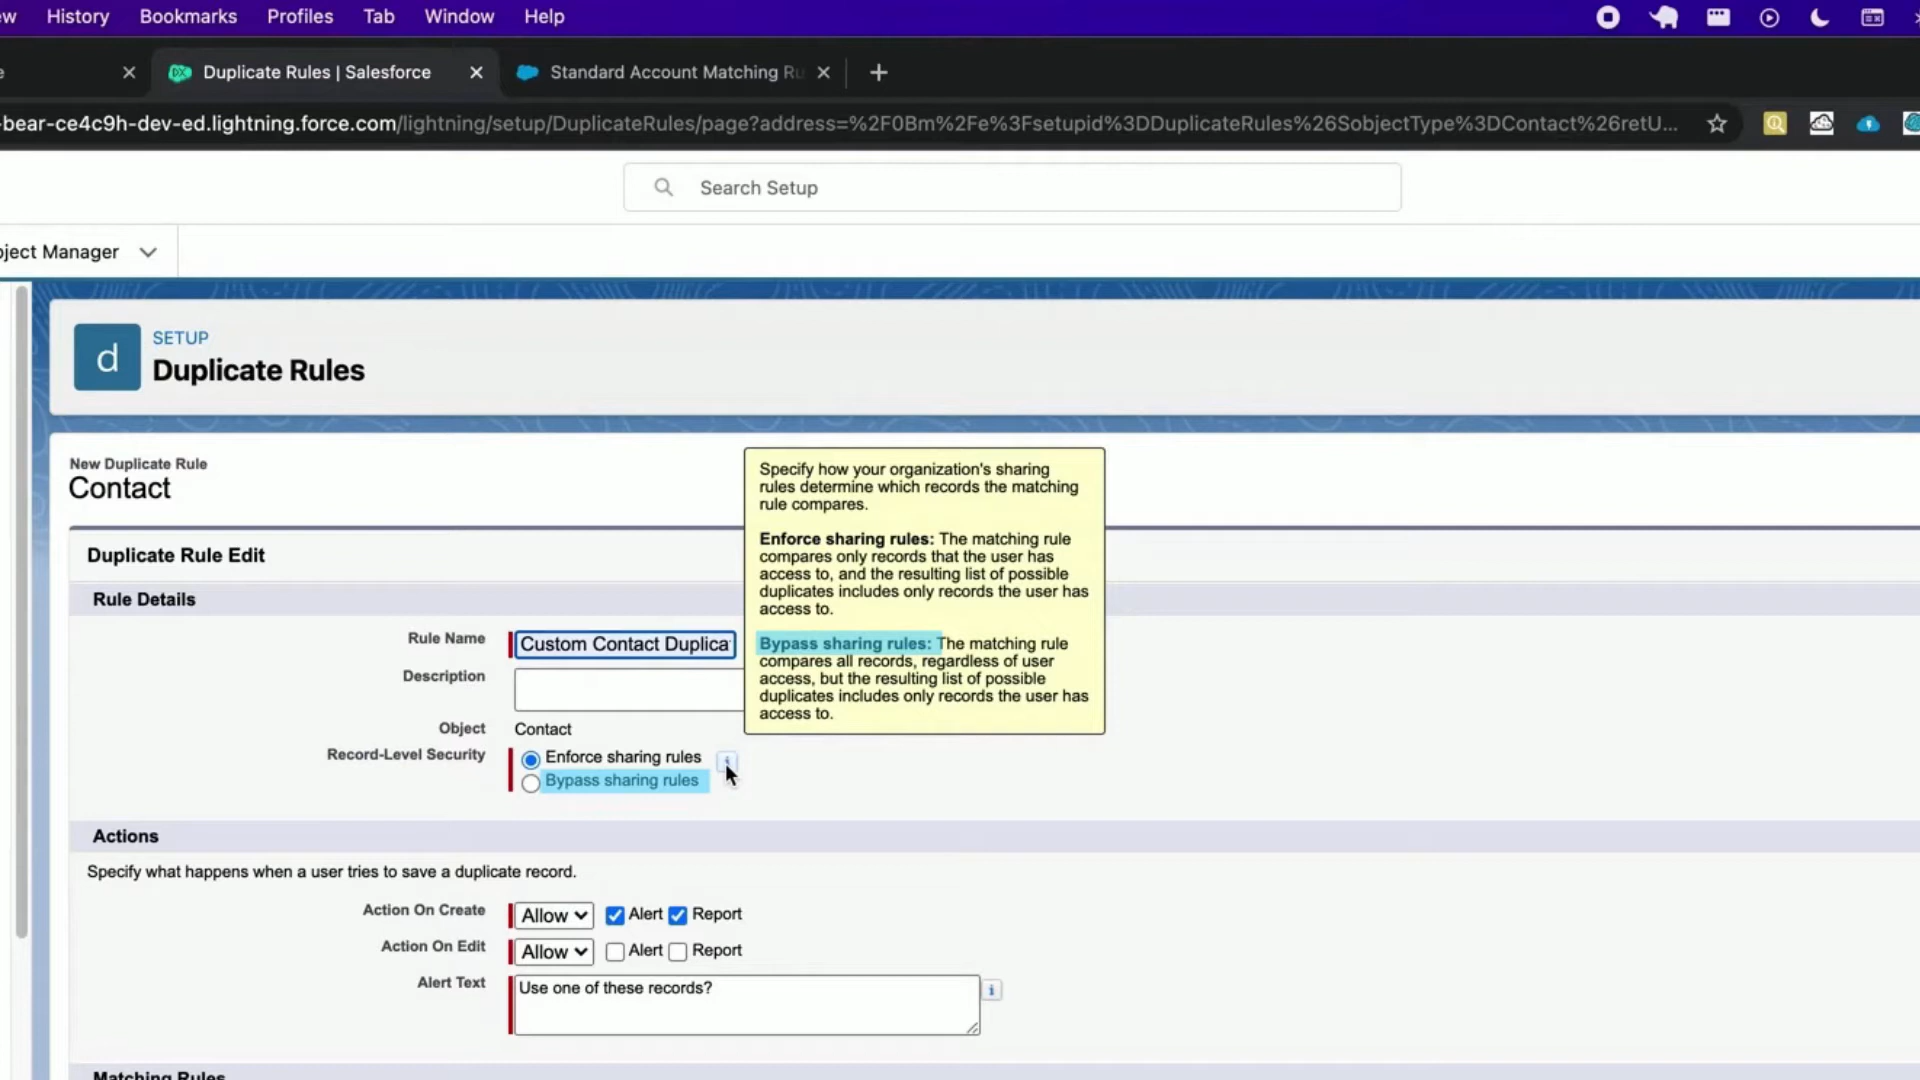 History Bookmarks Profiles Tab Window Help
Duplicate Rules | Salesforce
Standard Account Matching Ru
-bear-ce4c9h-dev-ed.lightning.force.com/lightning/setup/DuplicateRules/page?address=%2F0Bm%2Fe%3Fsetupid%3DDuplicateRules%26SobjectType%3DContact%26retU...
Search Setup
ject Manager
d
SETUP
Duplicate Rules
New Duplicate Rule
Contact
Specify how your organization's sharing
rules determine which records the matching
rule compares.
Enforce sharing rules: The matching rule
compares only records that the user has
access to, and the resulting list of possible
duplicates includes only records the user has
access to.
Bypass sharing rules: The matching rule
compares all records, regardless of user
access, but the resulting list of possible
duplicates includes only records the user has
access to.
Duplicate Rule Edit
Rule Details
Rule Name Custom Contact Duplica
Description
Object Contact
Record-Level Security Enforce sharing rules
Bypass sharing rules
Actions
Specify what happens when a user tries to save a duplicate record.
Action On Create Allow Alert Report
Action On Edit Allow Alert Report
Alert Text Use one of these records?
Matching Rules